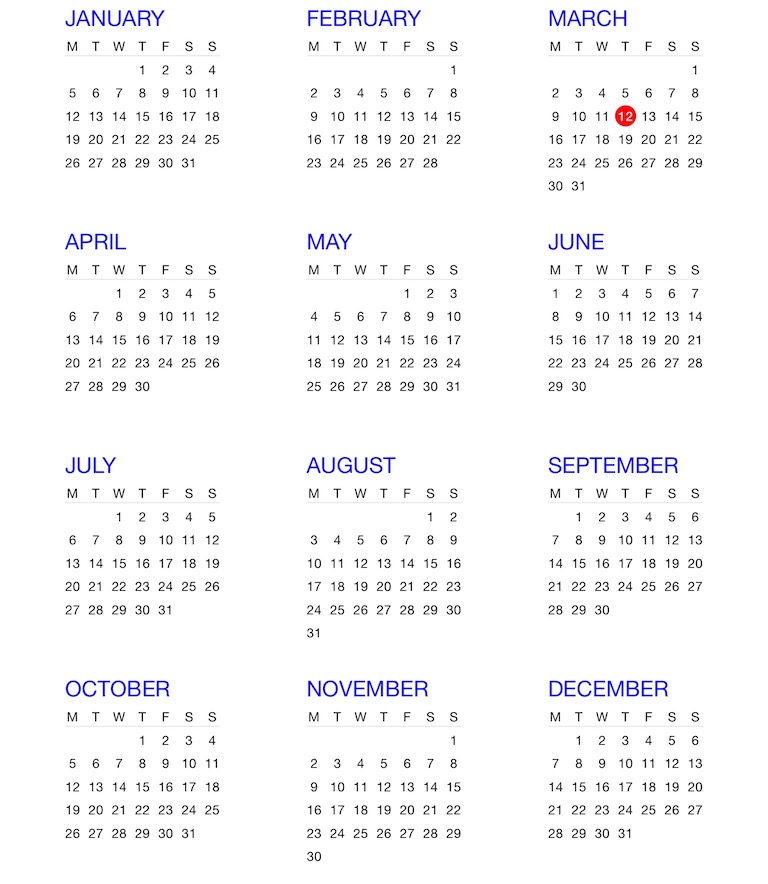 JANUARY
M T W T F S S
1 2 3 4
5 6 7 8 9 10 11
12 13 14 15 16 17 18
19 20 21 22 23 24 25
26 27 28 29 30 31
FEBRUARY
M T W T F S S
1
2 3 4 5 6 7 8
9 10 11 12 13 14 15
16 17 18 19 20 21 22
23 24 25 26 27 28
MARCH
M T W T F S S
1
2 3 4 5 6 7 8
9 10 11 12 13 14 15
16 17 18 19 20 21 22
23 24 25 26 27 28 29
30 31
APRIL
M T W T F S S
1 2 3 4 5
6 7 8 9 10 11 12
13 14 15 16 17 18 19
20 21 22 23 24 25 26
27 28 29 30
MAY
M T W T F S S
1 2 3
4 5 6 7 8 9 10
11 12 13 14 15 16 17
18 19 20 21 22 23 24
25 26 27 28 29 30 31
JUNE
M T W T F S S
1 2 3 4 5 6 7
8 9 10 11 12 13 14
15 16 17 18 19 20 21
22 23 24 25 26 27 28
29 30
JULY
M T W T F S S
1 2 3 4 5
6 7 8 9 10 11 12
13 14 15 16 17 18 19
20 21 22 23 24 25 26
27 28 29 30 31
AUGUST
M T W T F S S
1 2
3 4 5 6 7 8 9
10 11 12 13 14 15 16
17 18 19 20 21 22 23
24 25 26 27 28 29 30
31
SEPTEMBER
M T W T F S S
1 2 3 4 5 6
7 8 9 10 11 12 13
14 15 16 17 18 19 20
21 22 23 24 25 26 27
28 29 30
OCTOBER
M T W T F S S
1 2 3 4
5 6 7 8 9 10 11
12 13 14 15 16 17 18
19 20 21 22 23 24 25
26 27 28 29 30 31
NOVEMBER
M T W T F S S
1
2 3 4 5 6 7 8
9 10 11 12 13 14 15
16 17 18 19 20 21 22
23 24 25 26 27 28 29
30
DECEMBER
M T W T F S S
1 2 3 4 5 6
7 8 9 10 11 12 13
14 15 16 17 18 19 20
21 22 23 24 25 26 27
28 29 30 31